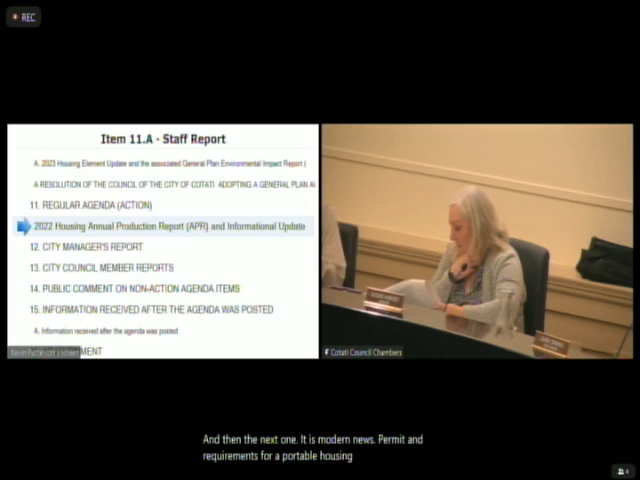 REC
Item 11.A - Staff Report
A. 2023 Housing Element Update and the associated General Plan Environmental Impact Report (
A RESOLUTION OF THE COUNCIL OF THE CITY OF COTATI ADOPTING A GENERAL PLAN A
11. REGULAR AGENDA (ACTION)
2022 Housing Annual Production Report (APR) and Informational Update
12. CITY MANAGER'S REPORT
13. CITY COUNCIL MEMBER REPORTS
14. PUBLIC COMMENT ON NON-ACTION AGENDA ITEMS
15. INFORMATION RECEIVED AFTER THE AGENDA WAS POSTED
A. Information received after the agenda was posted
MENT
Cotati Council Chambers
And then the next one. It is modern news. Permit and
requirements for a portable housing